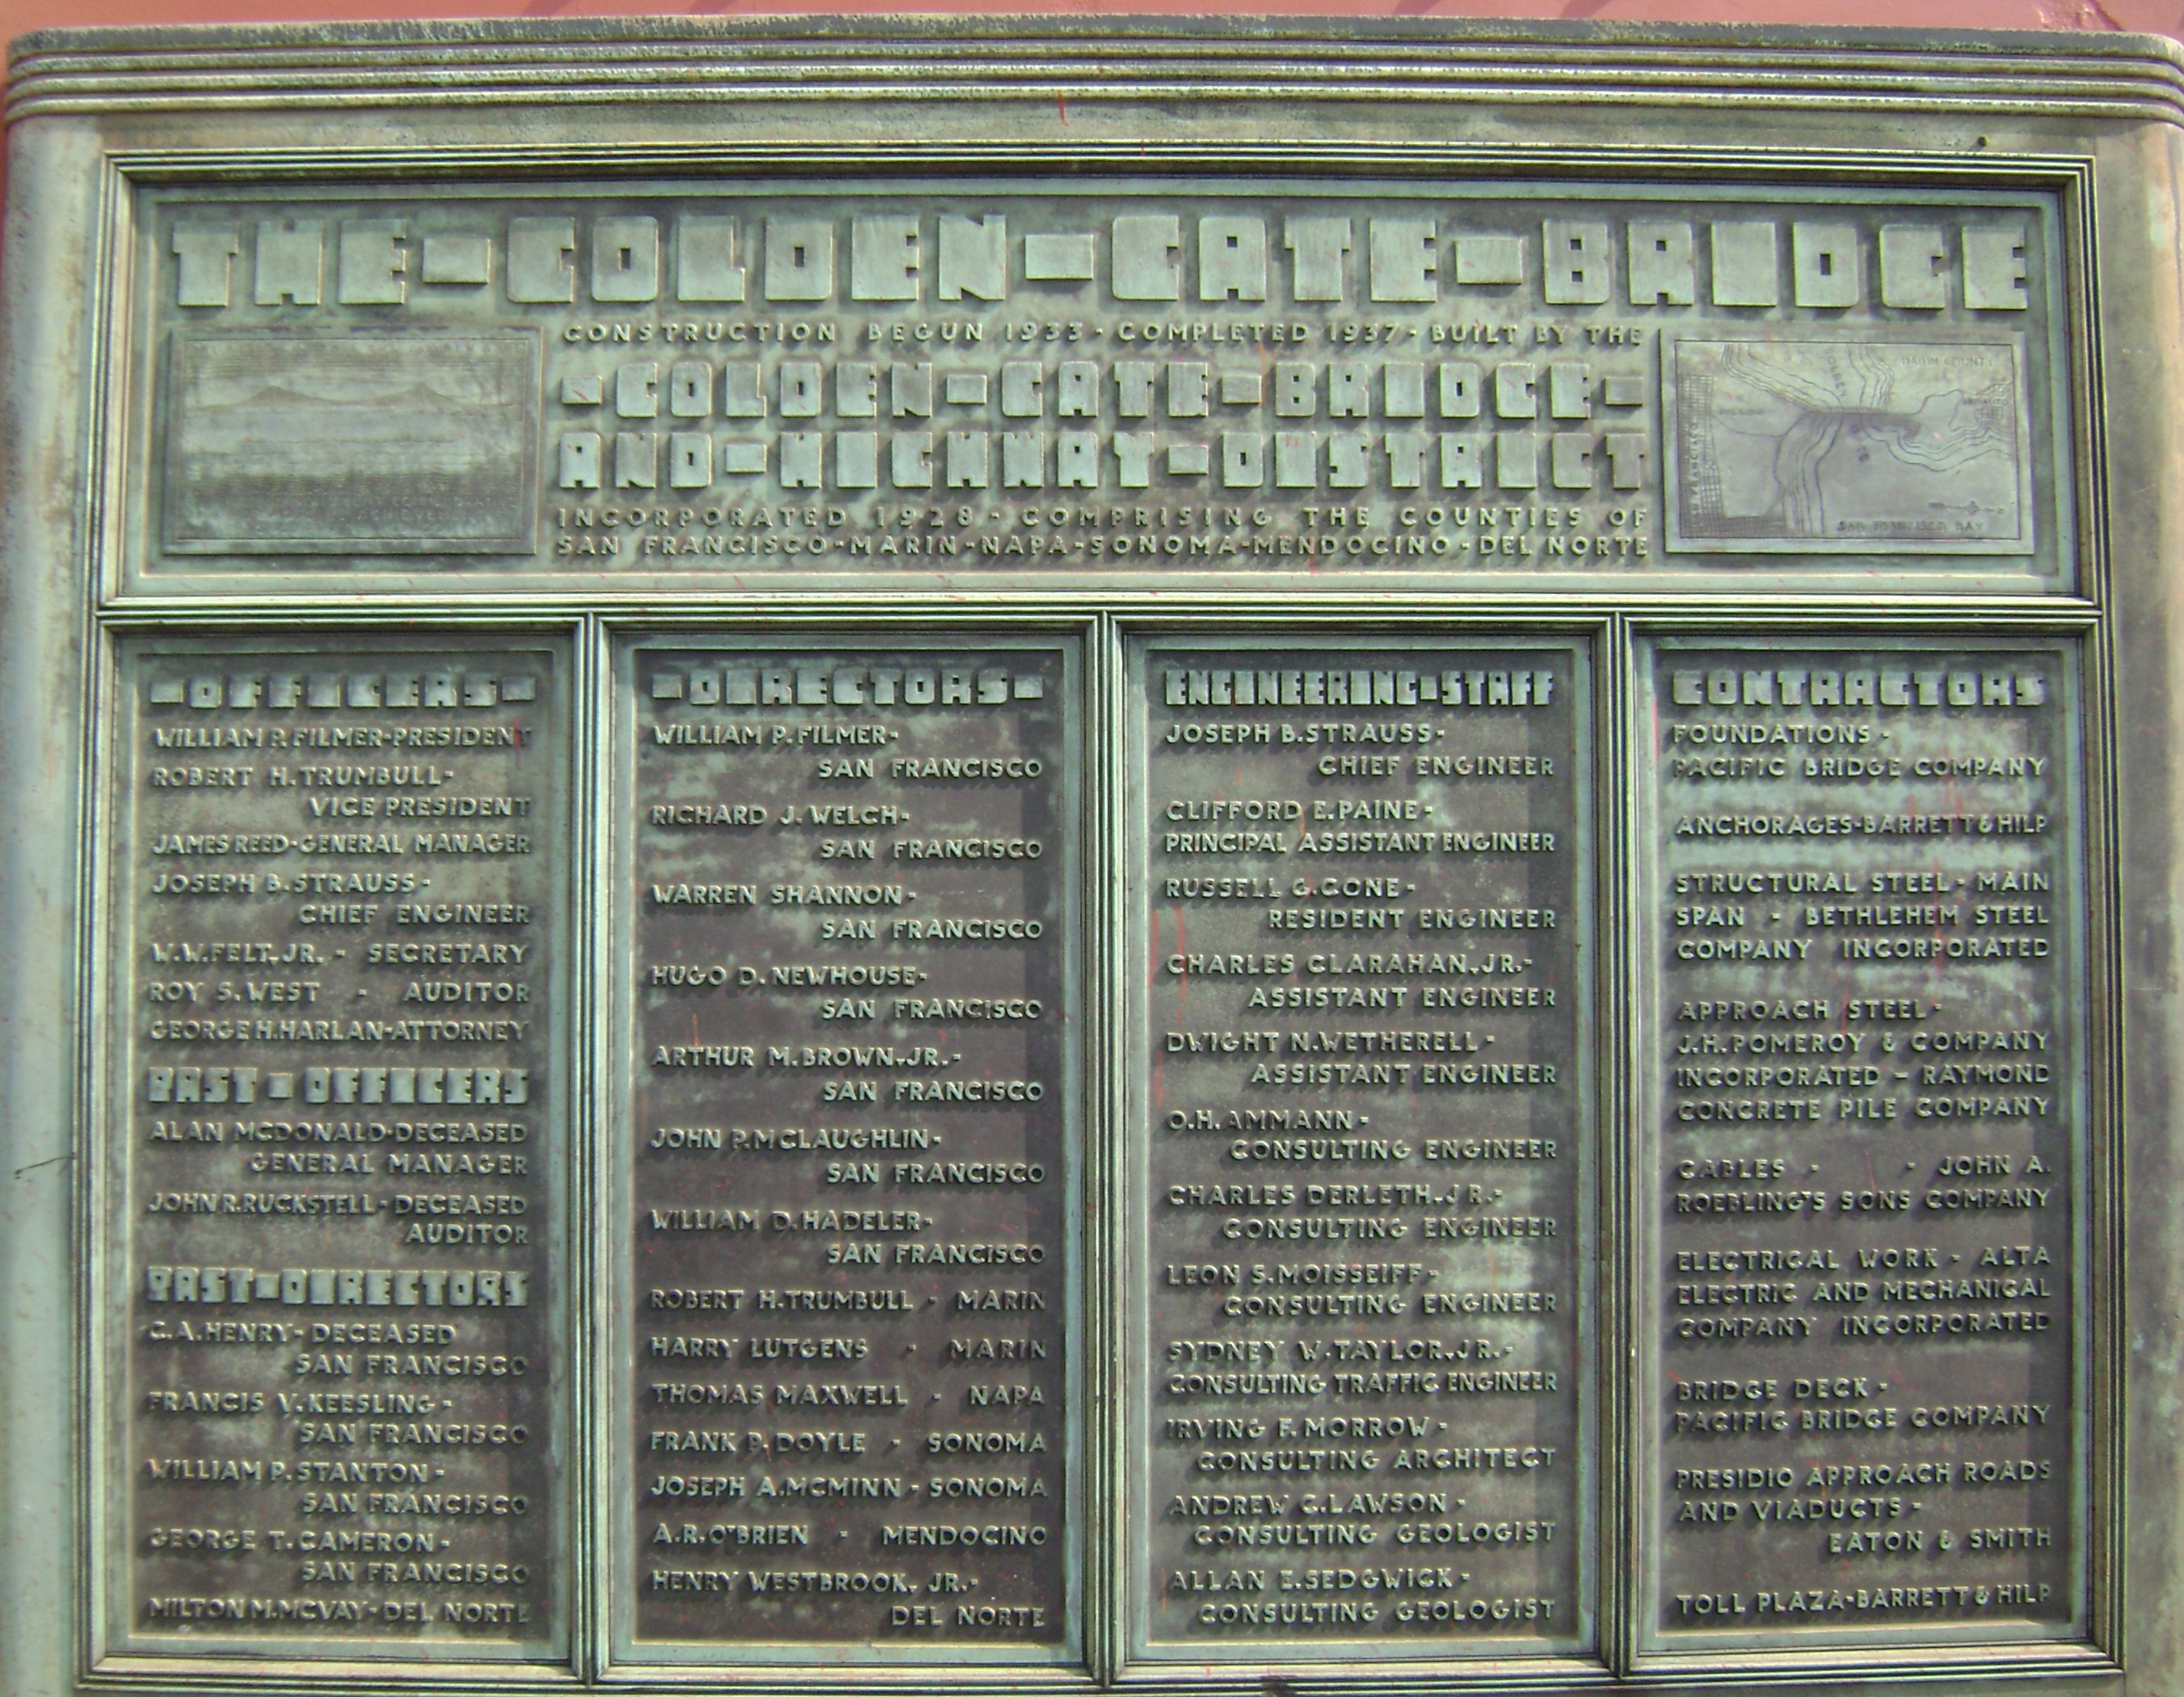 THE-GOLDEN-GATE-BRIDGE
CONSTRUCTION BEGUN 1933-COMPLETED 1937-BUILT BY THE
-GOLDEN-GATE-BRIDGE-
AND-HIGHWAY-DISTRICT
INCORPORATED 1928-COMPRISING THE COUNTIES OF
SAN FRANCISCO-MARIN-NAPA-SONOMA-MENDOCINO-DEL NORTE
MARIN COUNTY
SAN FRANCISCO
SAN FRANCISCO BAY
-OFFICERS-
WILLIAM P. FILMER-PRESIDENT
ROBERT H. TRUMBULL-
VICE PRESIDENT
JAMES REED-GENERAL MANAGER
JOSEPH B. STRAUSS-
CHIEF ENGINEER
W.W. FELT, JR. - SECRETARY
ROY S. WEST - AUDITOR
GEORGE H. HARLAN-ATTORNEY
PAST-OFFICERS
ALAN MCDONALD-DECEASED
GENERAL MANAGER
JOHN R. RUCKSTELL-DECEASED
AUDITOR
PAST-DIRECTORS
C.A. HENRY-DECEASED
SAN FRANCISCO
FRANCIS V. KEESLING-
SAN FRANCISCO
WILLIAM P. STANTON-
SAN FRANCISCO
GEORGE T. CAMERON-
SAN FRANCISCO
MILTON M. MCVAY-DEL NORTE
-DIRECTORS-
WILLIAM P. FILMER-
SAN FRANCISCO
RICHARD J. WELCH-
SAN FRANCISCO
WARREN SHANNON-
SAN FRANCISCO
HUGO D. NEWHOUSE-
SAN FRANCISCO
ARTHUR M. BROWN, JR.-
SAN FRANCISCO
JOHN P. MCLAUGHLIN-
SAN FRANCISCO
WILLIAM D. HADELER-
SAN FRANCISCO
ROBERT H. TRUMBULL - MARIN
HARRY LUTGENS - MARIN
THOMAS MAXWELL - NAPA
FRANK P. DOYLE - SONOMA
JOSEPH A. MCMINN - SONOMA
A.R. O'BRIEN - MENDOCINO
HENRY WESTBROOK, JR.-
DEL NORTE
ENGINEERING-STAFF
JOSEPH B. STRAUSS-
CHIEF ENGINEER
CLIFFORD E. PAINE-
PRINCIPAL ASSISTANT ENGINEER
RUSSELL G. CONE-
RESIDENT ENGINEER
CHARLES CLARAHAN, JR.-
ASSISTANT ENGINEER
DWIGHT N. WETHERELL-
ASSISTANT ENGINEER
O.H. AMMANN-
CONSULTING ENGINEER
CHARLES DERLETH, JR.-
CONSULTING ENGINEER
LEON S. MOISSEIFF-
CONSULTING ENGINEER
SYDNEY W. TAYLOR, JR.-
CONSULTING TRAFFIC ENGINEER
IRVING F. MORROW-
CONSULTING ARCHITECT
ANDREW C. LAWSON-
CONSULTING GEOLOGIST
ALLAN E. SEDGWICK-
CONSULTING GEOLOGIST
CONTRACTORS
FOUNDATIONS-
PACIFIC BRIDGE COMPANY
ANCHORAGES-BARRETT & HILP
STRUCTURAL STEEL-MAIN
SPAN - BETHLEHEM STEEL
COMPANY INCORPORATED
APPROACH STEEL-
J.H. POMEROY & COMPANY
INCORPORATED - RAYMOND
CONCRETE PILE COMPANY
CABLES - - JOHN A.
ROEBLING'S SONS COMPANY
ELECTRICAL WORK - ALTA
ELECTRIC AND MECHANICAL
COMPANY INCORPORATED
BRIDGE DECK-
PACIFIC BRIDGE COMPANY
PRESIDIO APPROACH ROADS
AND VIADUCTS-
EATON & SMITH
TOLL PLAZA-BARRETT & HILP